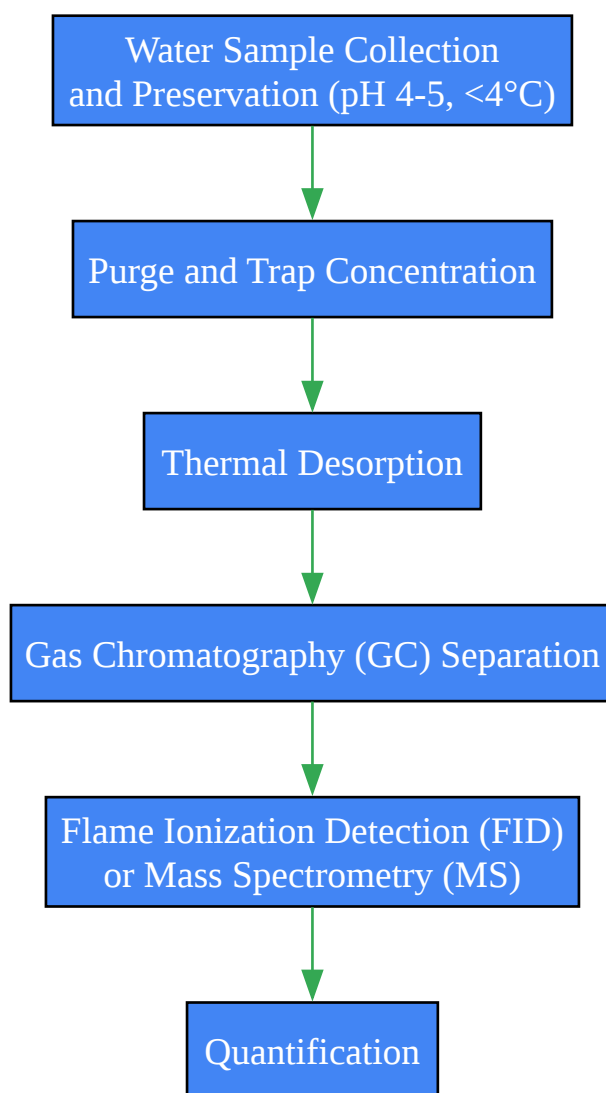 Water Sample Collection
and Preservation (pH 4-5, <4°C)
Purge and Trap Concentration
Thermal Desorption
Gas Chromatography (GC) Separation
Flame Ionization Detection (FID)
or Mass Spectrometry (MS)
Quantification